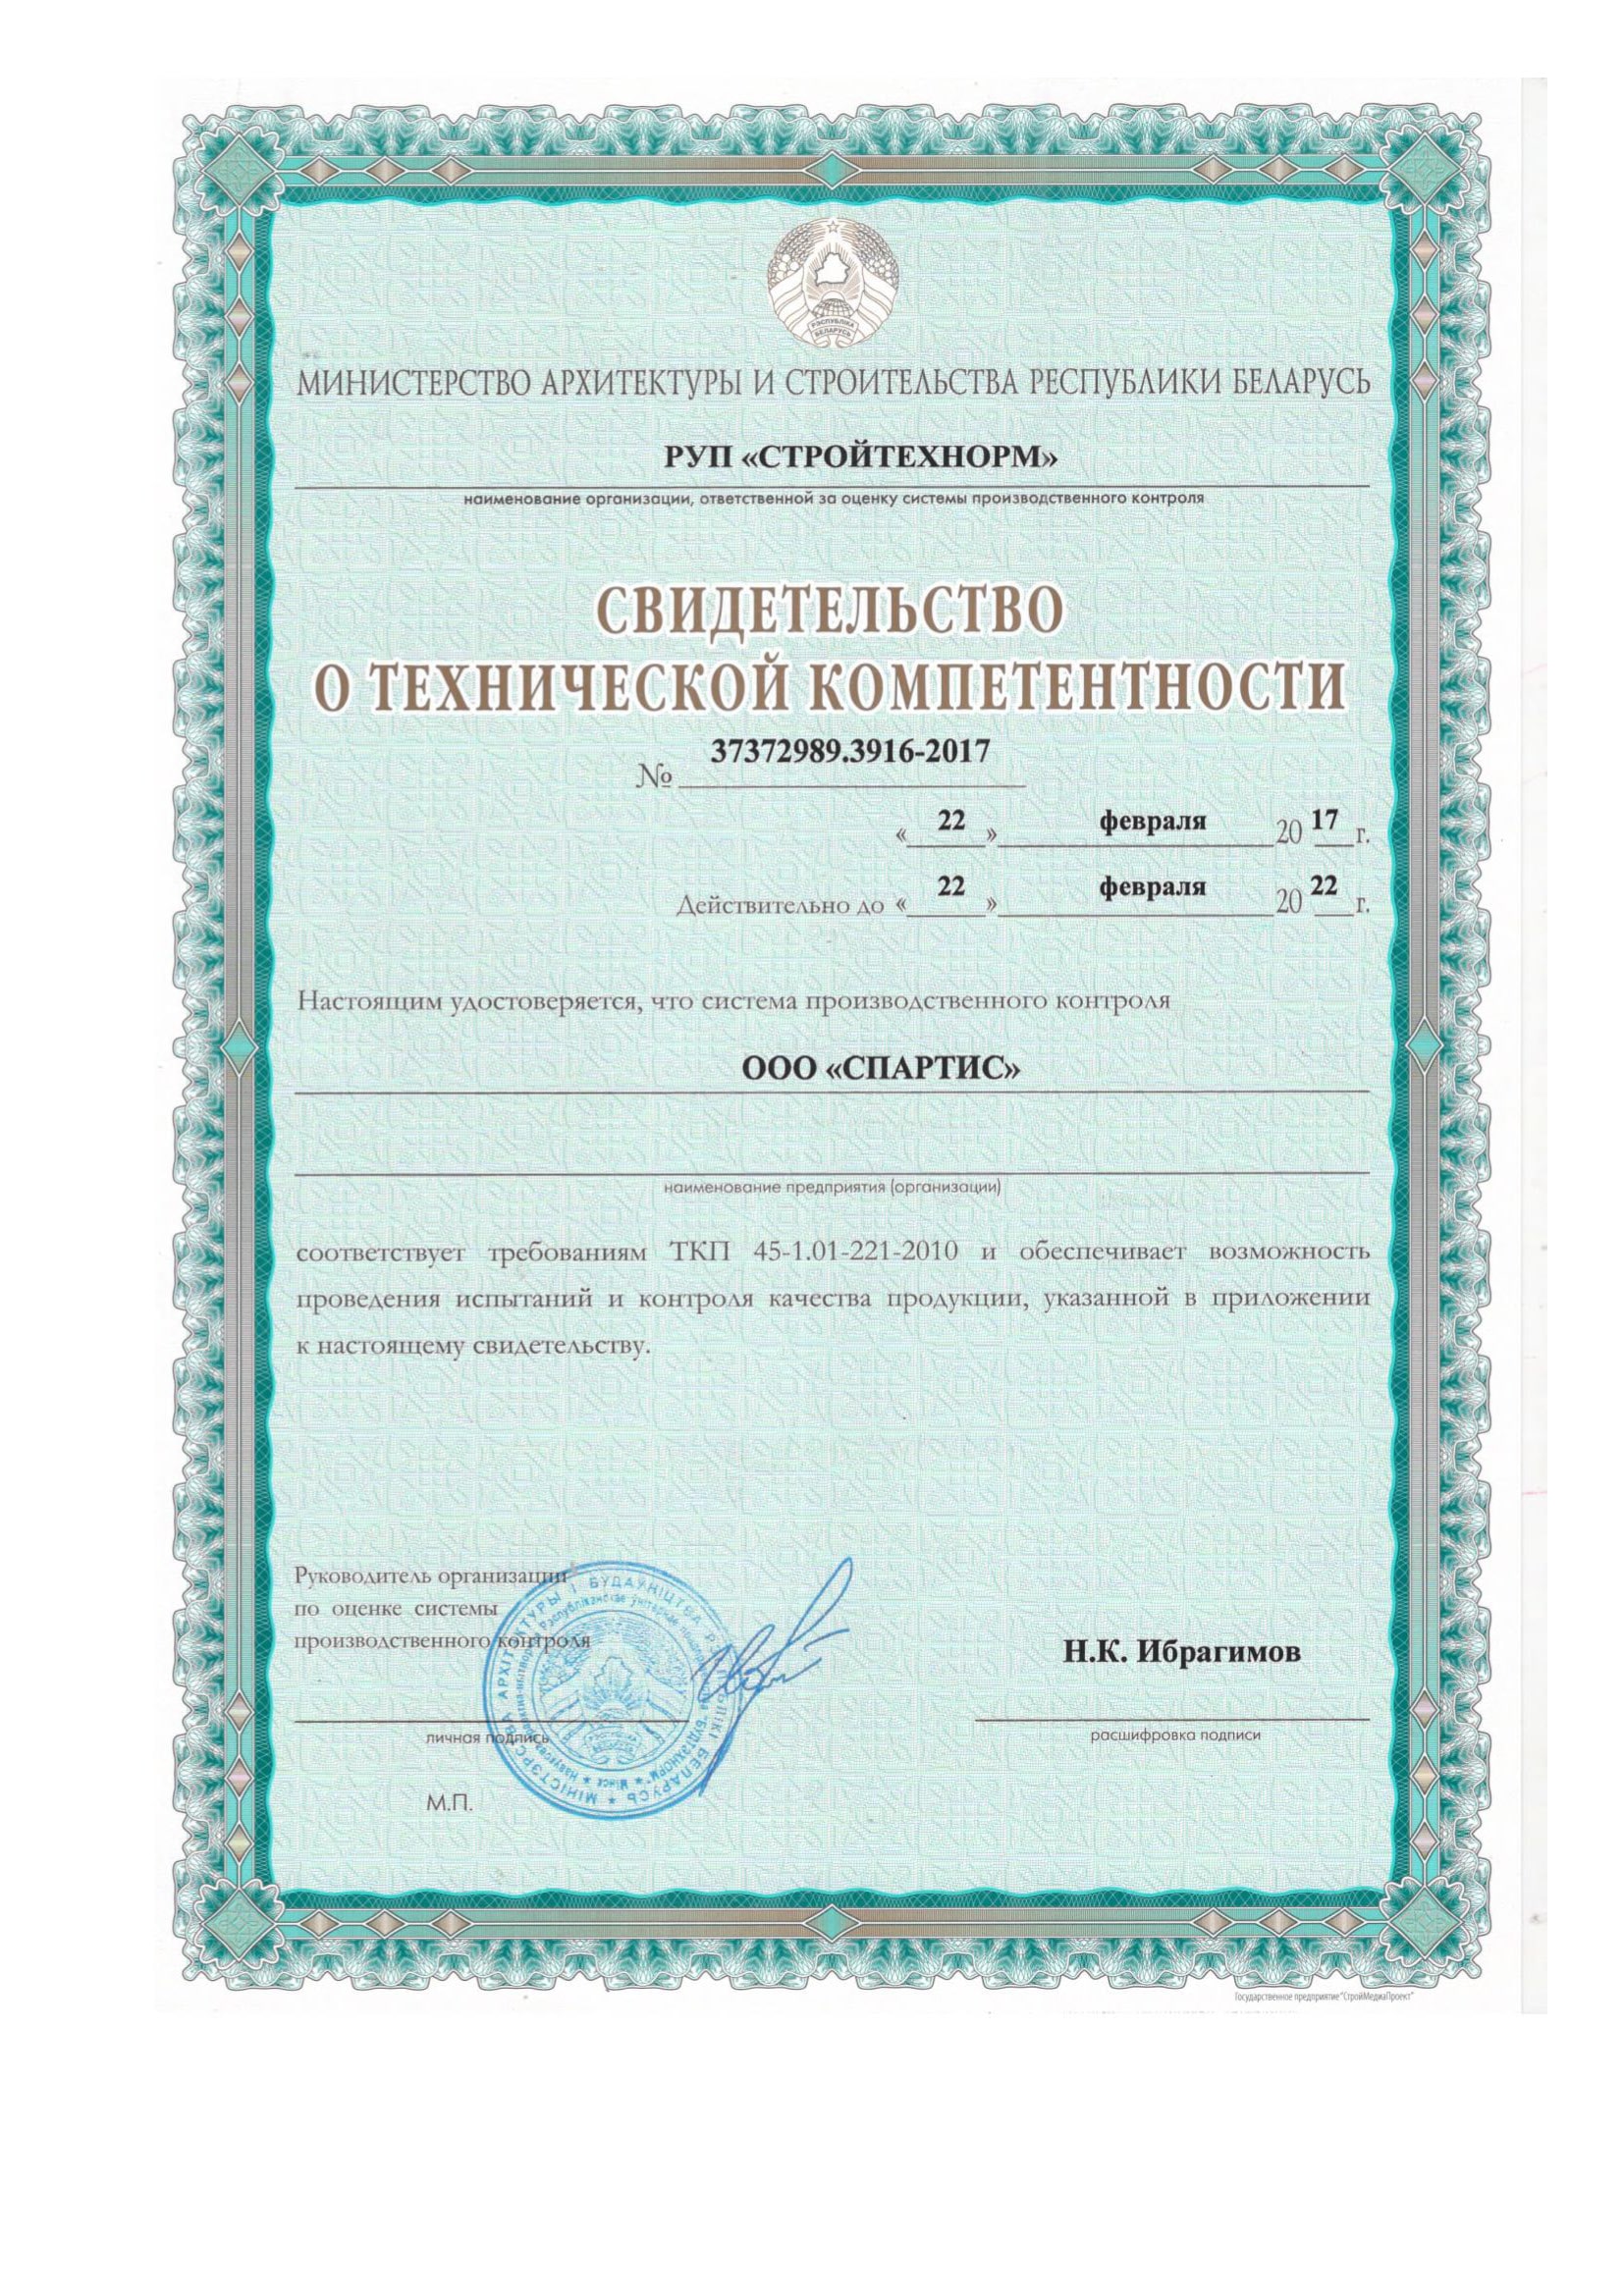 РЭСПУБЛІКА
БЕЛАРУСЬ
МИНИСТЕРСТВО АРХИТЕКТУРЫ И СТРОИТЕЛЬСТВА РЕСПУБЛИКИ БЕЛАРУСЬ
РУП «СТРОЙТЕХНОРМ»
наименование организации, ответственной за оценку системы производственного контроля
СВИДЕТЕЛЬСТВО
О ТЕХНИЧЕСКОЙ КОМПЕТЕНТНОСТИ
№ 37372989.3916-2017
« 22 » февраля 20 17 г.
Действительно до « 22 » февраля 20 22 г.
Настоящим удостоверяется, что система производственного контроля
ООО «СПАРТИС»
наименование предприятия (организации)
соответствует требованиям ТКП 45-1.01-221-2010 и обеспечивает возможность
проведения испытаний и контроля качества продукции, указанной в приложении
к настоящему свидетельству.
Руководитель организации
по оценке системы
производственного контроля
Н.К. Ибрагимов
личная подпись
расшифровка подписи
М.П.
МІНІСТЭРСТВА АРХІТЭКТУРЫ І БУДАЎНІЦТВА РЭСПУБЛІКІ БЕЛАРУСЬ
Мінск
Государственное предприятие "СтройМедиаПроект"